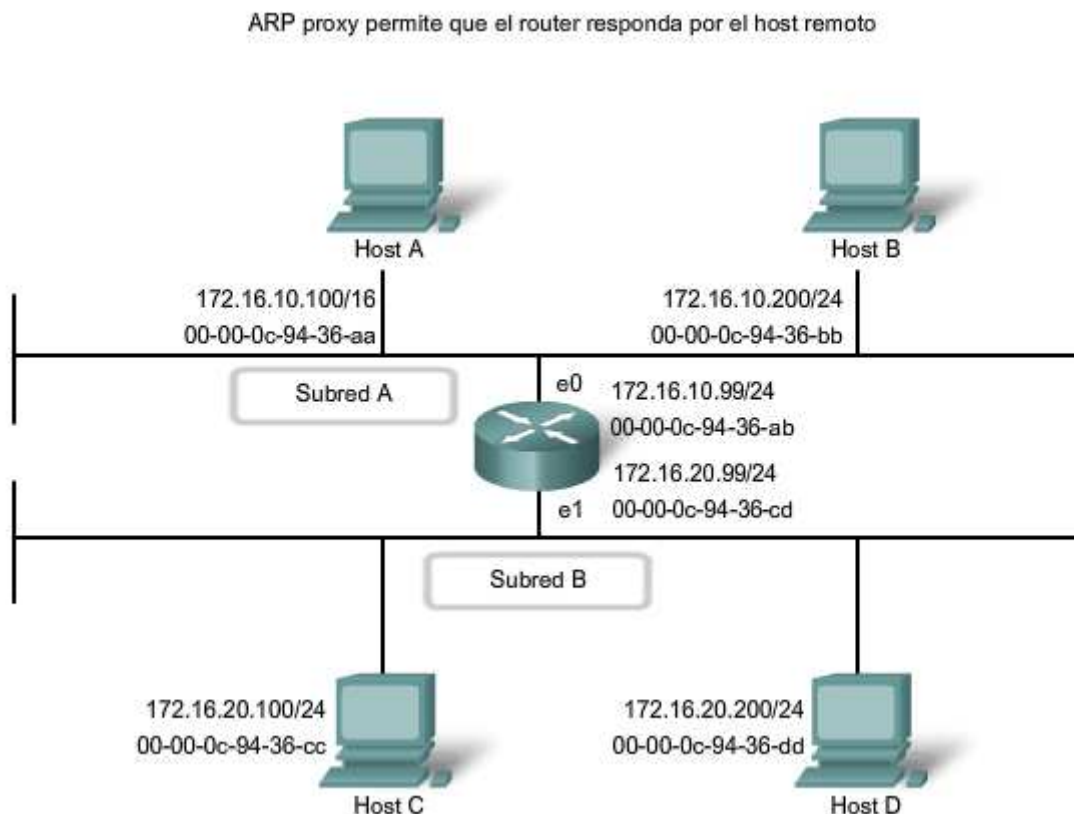 ARP proxy permite que el router responda por el host remoto
Host A
Host B
172.16.10.100/16
00-00-0c-94-36-aa
172.16.10.200/24
00-00-0c-94-36-bb
Subred A
e0
172.16.10.99/24
00-00-0c-94-36-ab
172.16.20.99/24
00-00-0c-94-36-cd
e1
Subred B
172.16.20.100/24
00-00-0c-94-36-cc
172.16.20.200/24
00-00-0c-94-36-dd
Host C
Host D